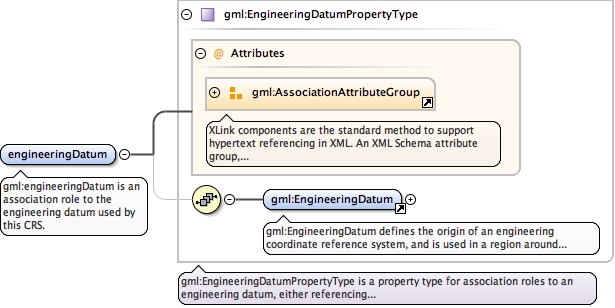 gml:EngineeringDatumPropertyType
@ Attributes
gml:AssociationAttributeGroup
XLink components are the standard method to support
hypertext referencing in XML. An XML Schema attribute
group,...
engineeringDatum
gml:engineeringDatum is an
association role to the
engineering datum used by
this CRS.
gml:EngineeringDatum
gml:EngineeringDatum defines the origin of an engineering
coordinate reference system, and is used in a region around...
gml:EngineeringDatumPropertyType is a property type for association roles to
an engineering datum, either referencing...